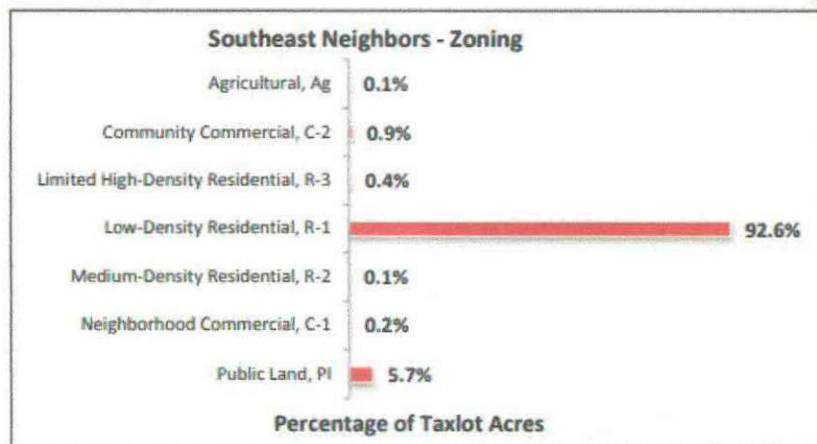 Southeast Neighbors - Zoning
Agricultural, Ag 0.1%
Community Commercial, C-2 0.9%
Limited High-Density Residential, R-3 0.4%
Low-Density Residential, R-1 92.6%
Medium-Density Residential, R-2 0.1%
Neighborhood Commercial, C-1 0.2%
Public Land, Pl 5.7%
Percentage of Taxlot Acres